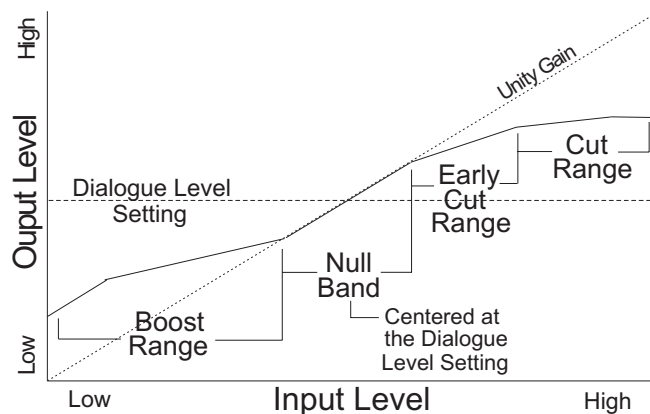 High
Unity Gain
Ouput Level
Cut
Range
Early
Cut
Range
Dialogue Level
Setting
Null
Band
Centered at
the Dialogue
Level Setting
Boost
Range
Low
Low
Input Level
High